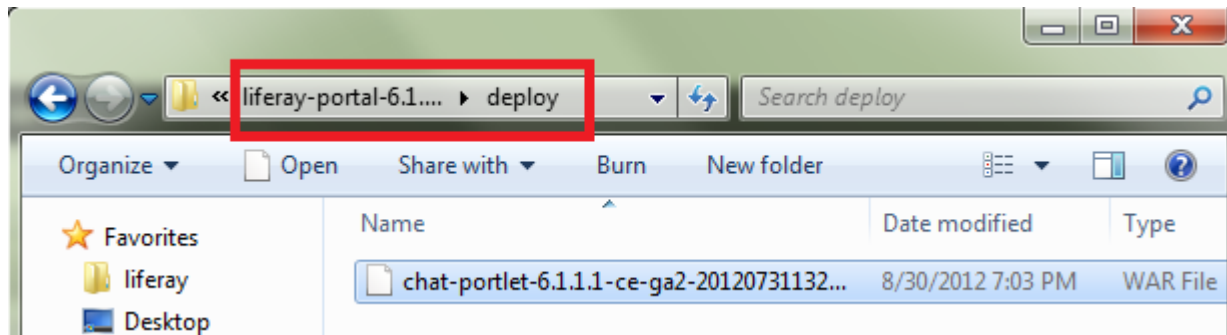 « liferay-portal-6.1.... ▸ deploy Search deploy
Organize Open Share with Burn New folder
Favorites
liferay
Desktop
Name Date modified Type
chat-portlet-6.1.1.1-ce-ga2-20120731132... 8/30/2012 7:03 PM WAR File